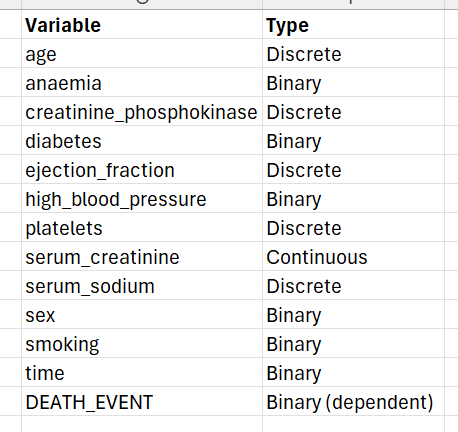 Variable Type
age Discrete
anaemia Binary
creatinine_phosphokinase Discrete
diabetes Binary
ejection_fraction Discrete
high_blood_pressure Binary
platelets Discrete
serum_creatinine Continuous
serum_sodium Discrete
sex Binary
smoking Binary
time Binary
DEATH_EVENT Binary (dependent)